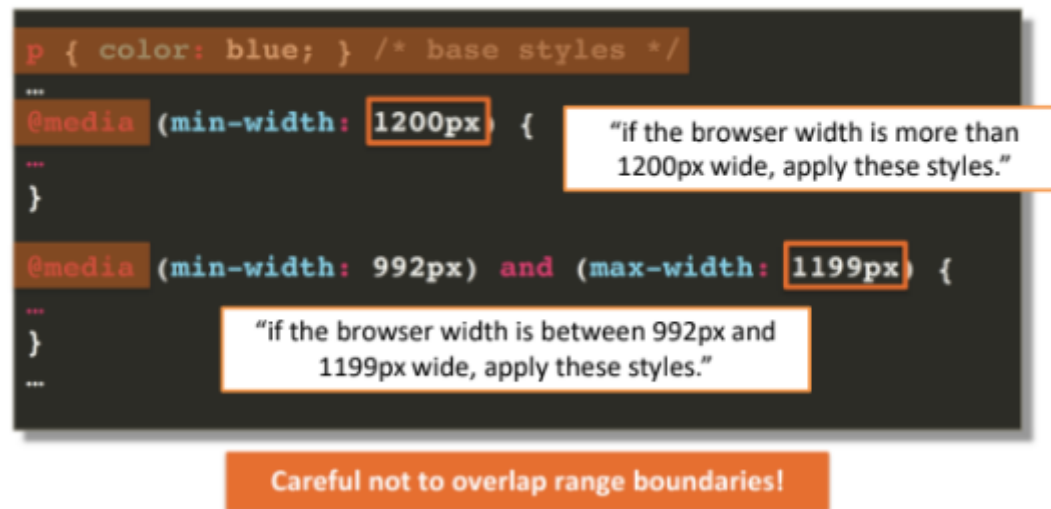 p { color: blue; } /* base styles */
…
@media (min-width: 1200px) {
“if the browser width is more than
1200px wide, apply these styles.”
…
}
@media (min-width: 992px) and (max-width: 1199px) {
…
“if the browser width is between 992px and
1199px wide, apply these styles.”
}
…
Careful not to overlap range boundaries!